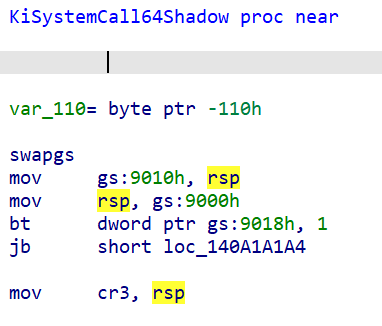 KiSystemCall64Shadow proc near
var_110= byte ptr -110h
swapgs
mov     gs:9010h, rsp
mov     rsp, gs:9000h
bt      dword ptr gs:9018h, 1
jb      short loc_140A1A1A4
mov     cr3, rsp